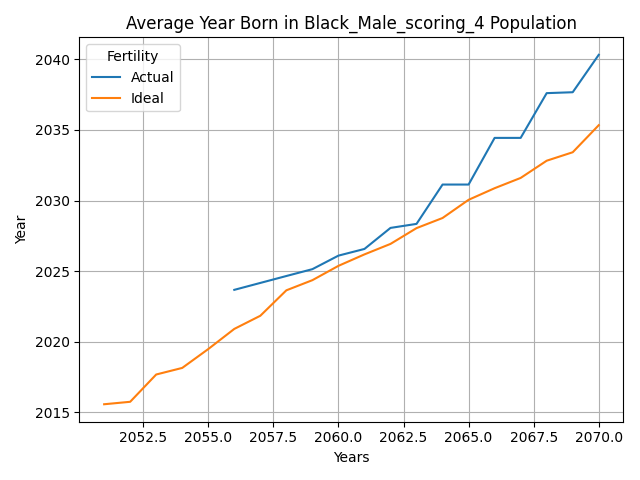 Average Year Born in Black_Male_scoring_4 Population
Fertility
Actual
Ideal
2040
2035
2030
2025
2020
2015
Year
2052.5 2055.0 2057.5 2060.0 2062.5 2065.0 2067.5 2070.0
Years